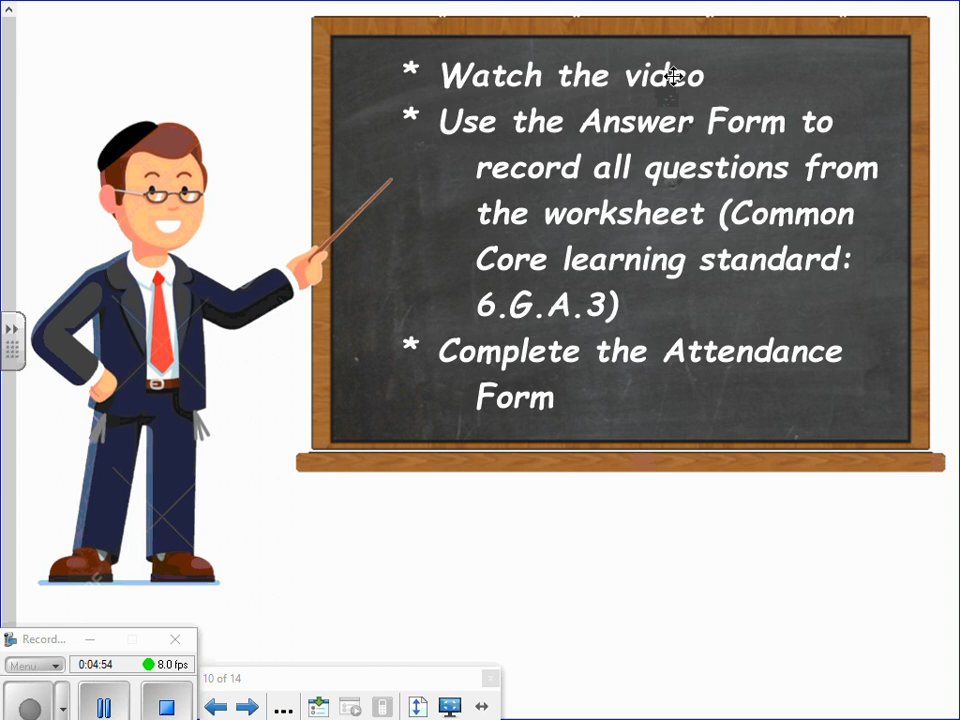 * Watch the video
* Use the Answer Form to
record all questions from
the worksheet (Common
Core learning standard:
6.G.A.3)
* Complete the Attendance
Form
Record...
Menu
0:04:54
8.0 fps
10 of 14
...